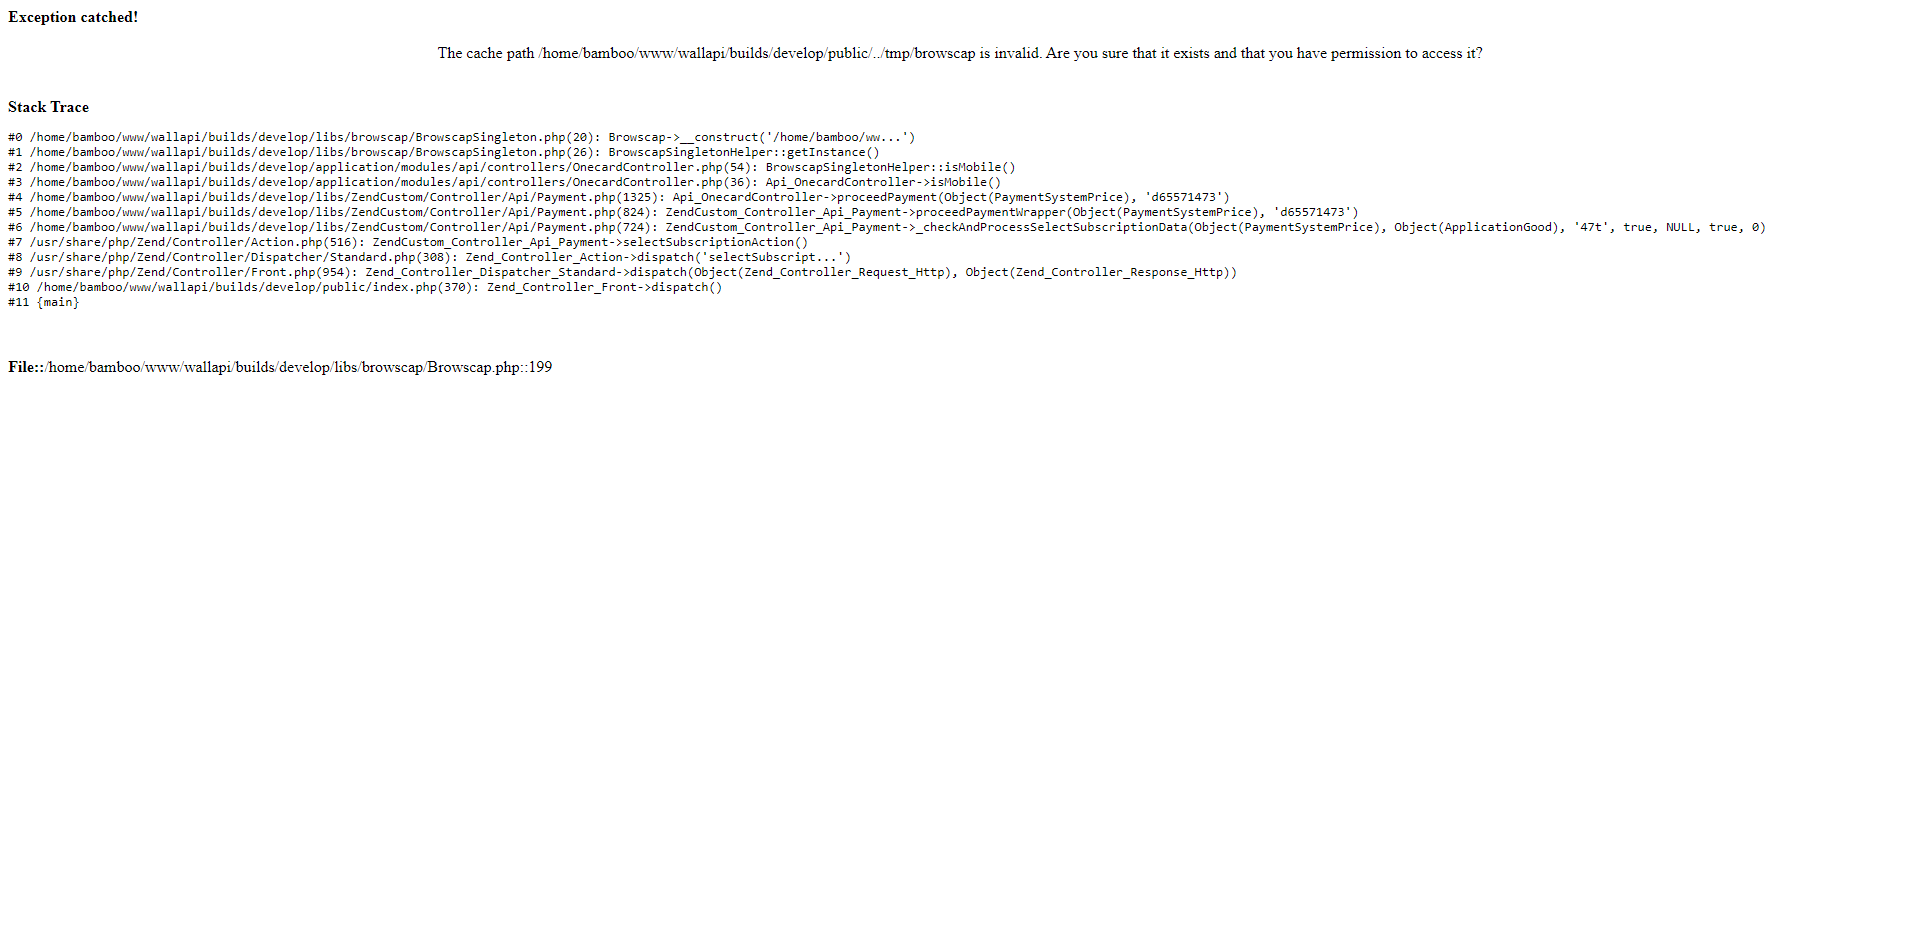 Exception catched!
The cache path /home/bamboo/www/wallapi/builds/develop/public/../tmp/browscap is invalid. Are you sure that it exists and that you have permission to access it?
Stack Trace
#0 /home/bamboo/www/wallapi/builds/develop/libs/browscap/BrowscapSingleton.php(20): Browscap->__construct('/home/bamboo/ww...')
#1 /home/bamboo/www/wallapi/builds/develop/libs/browscap/BrowscapSingleton.php(26): BrowscapSingletonHelper::getInstance()
#2 /home/bamboo/www/wallapi/builds/develop/application/modules/api/controllers/OnecardController.php(54): BrowscapSingletonHelper::isMobile()
#3 /home/bamboo/www/wallapi/builds/develop/application/modules/api/controllers/OnecardController.php(36): Api_OnecardController->isMobile()
#4 /home/bamboo/www/wallapi/builds/develop/libs/ZendCustom/Controller/Api/Payment.php(1325): Api_OnecardController->proceedPayment(Object(PaymentSystemPrice), 'd65571473')
#5 /home/bamboo/www/wallapi/builds/develop/libs/ZendCustom/Controller/Api/Payment.php(824): ZendCustom_Controller_Api_Payment->proceedPaymentWrapper(Object(PaymentSystemPrice), 'd65571473')
#6 /home/bamboo/www/wallapi/builds/develop/libs/ZendCustom/Controller/Api/Payment.php(724): ZendCustom_Controller_Api_Payment->_checkAndProcessSelectSubscriptionData(Object(PaymentSystemPrice), Object(ApplicationGood), '47t', true, NULL, true, 0)
#7 /usr/share/php/Zend/Controller/Action.php(516): ZendCustom_Controller_Api_Payment->selectSubscriptionAction()
#8 /usr/share/php/Zend/Controller/Dispatcher/Standard.php(308): Zend_Controller_Action->dispatch('selectSubscript...')
#9 /usr/share/php/Zend/Controller/Front.php(954): Zend_Controller_Dispatcher_Standard->dispatch(Object(Zend_Controller_Request_Http), Object(Zend_Controller_Response_Http))
#10 /home/bamboo/www/wallapi/builds/develop/public/index.php(370): Zend_Controller_Front->dispatch()
#11 {main}
File::/home/bamboo/www/wallapi/builds/develop/libs/browscap/Browscap.php::199